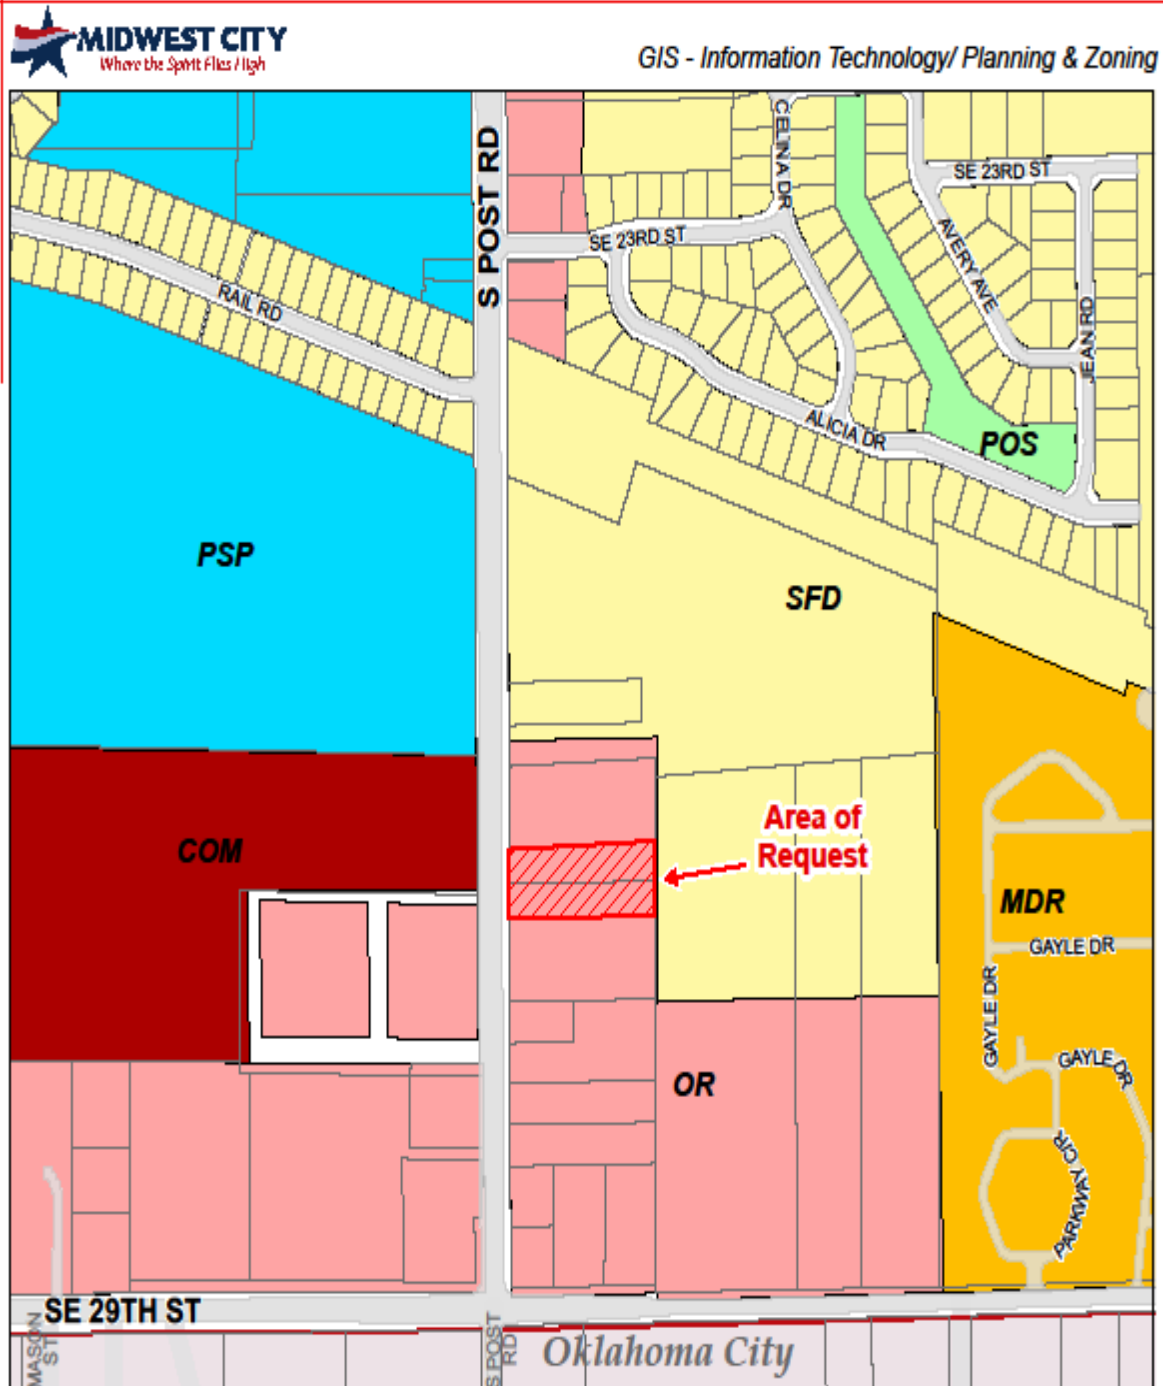 MIDWEST CITY
Where the Spirit Flies High
GIS - Information Technology/ Planning & Zoning
S POST RD
CELINA DR
SE 23RD ST
SE 23RD ST
AVERY AVE
JEAN RD
RAIL RD
ALICIA DR
POS
PSP
SFD
COM
Area of
Request
MDR
GAYLE DR
GAYLE DR
GAYLE DR
OR
PARKWAY CIR
SE 29TH ST
MASON
ST
S POST
RD
Oklahoma City